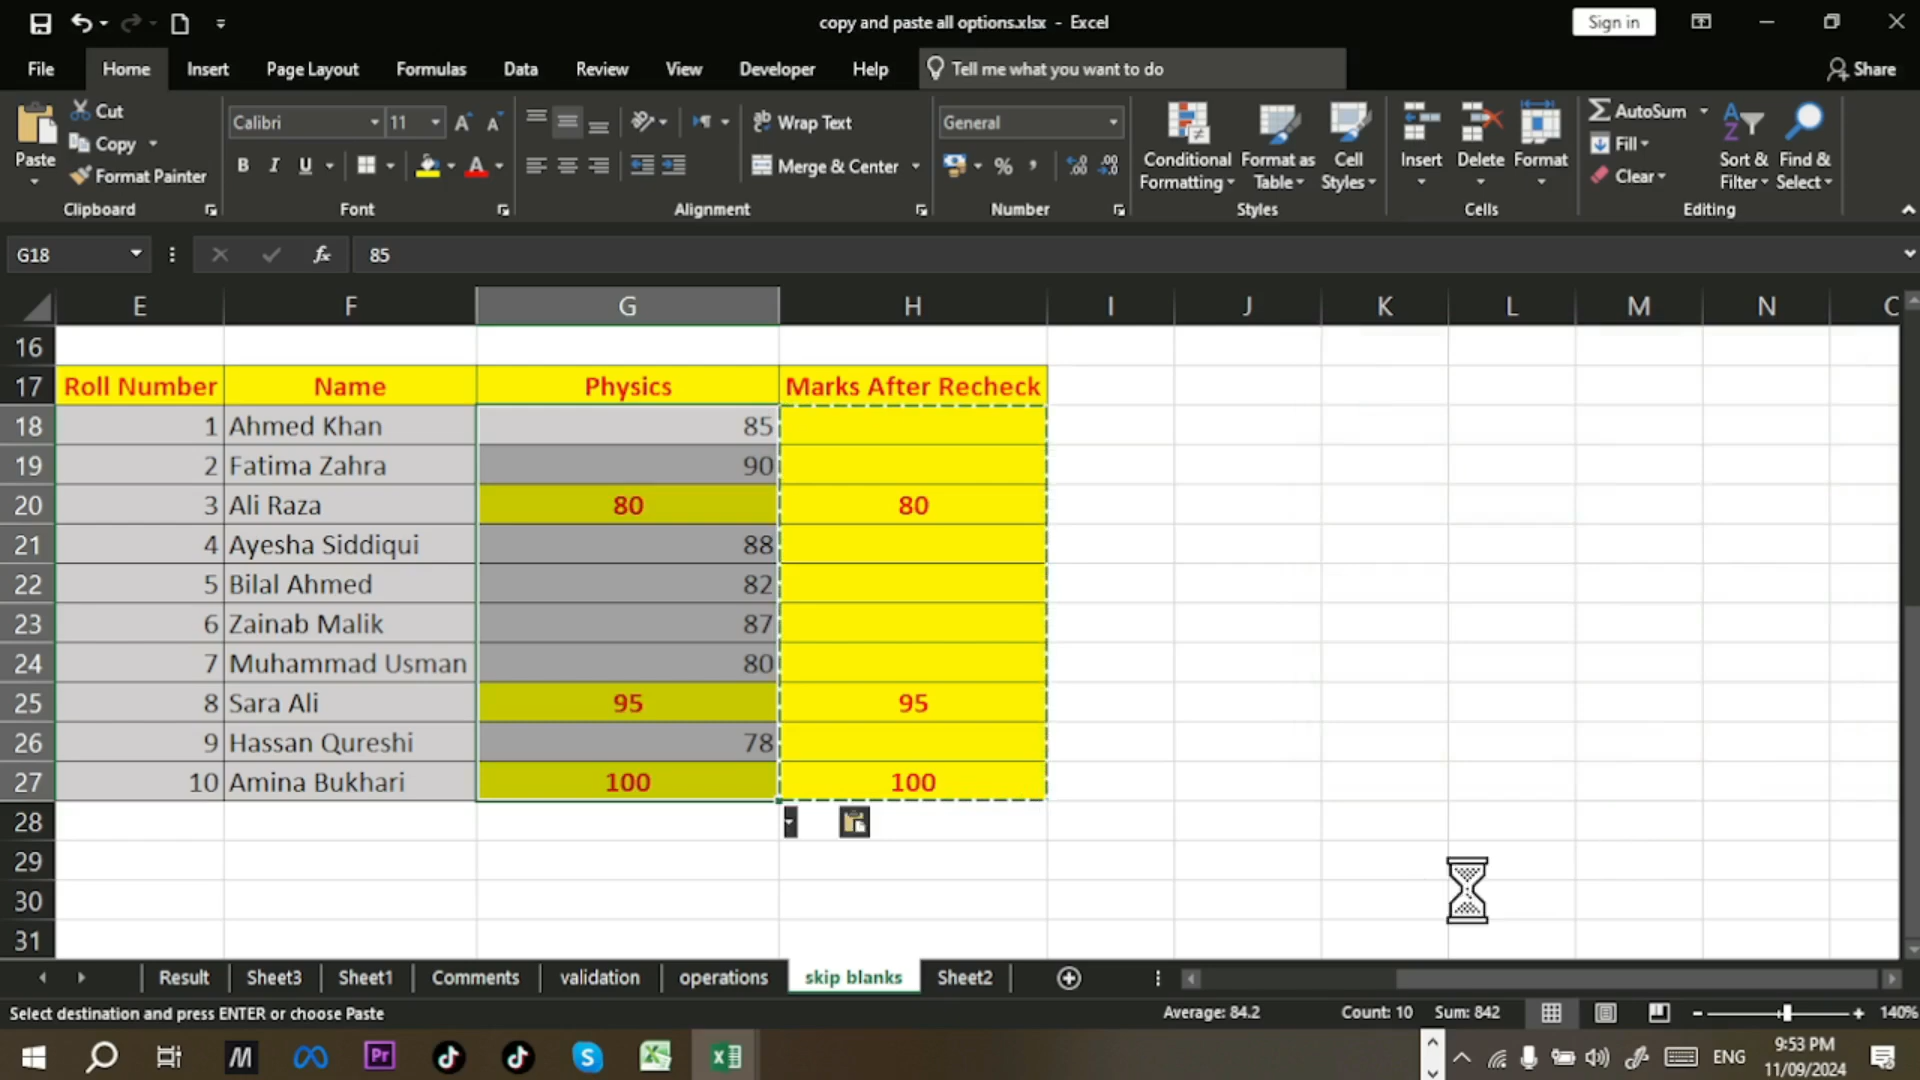 copy and paste all options.xlsx - Excel
Sign in
File Home Insert Page Layout Formulas Data Review View Developer Help Tell me what you want to do Share
Paste
Cut
Copy
Format Painter
Clipboard
Calibri 11
B I U A
Font
Wrap Text
Merge & Center
Alignment
General
%
Number
Conditional Formatting
Format as Table
Cell Styles
Styles
Insert Delete Format
Cells
AutoSum
Fill
Clear
Sort & Filter
Find & Select
Editing
G18 fx 85
E F G H I J K L M N
16
17 Roll Number Name Physics Marks After Recheck
18 1 Ahmed Khan 85
19 2 Fatima Zahra 90
20 3 Ali Raza 80 80
21 4 Ayesha Siddiqui 88
22 5 Bilal Ahmed 82
23 6 Zainab Malik 87
24 7 Muhammad Usman 80
25 8 Sara Ali 95 95
26 9 Hassan Qureshi 78
27 10 Amina Bukhari 100 100
28
29
30
31
Result Sheet3 Sheet1 Comments validation operations skip blanks Sheet2
Select destination and press ENTER or choose Paste Average: 84.2 Count: 10 Sum: 842 140%
ENG
9:53 PM
11/09/2024